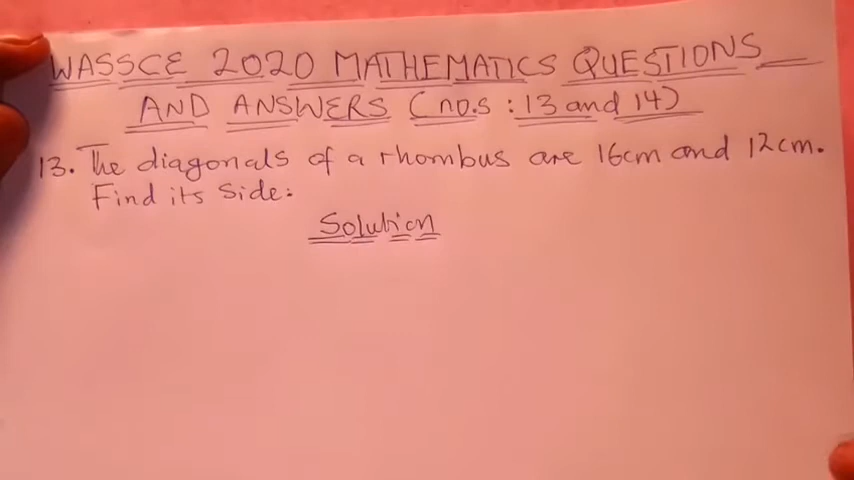 WASSCE 2020 MATHEMATICS QUESTIONS
AND ANSWERS (no.s : 13 and 14)
13. The diagonals of a rhombus are 16cm and 12cm.
Find its side.
Solution